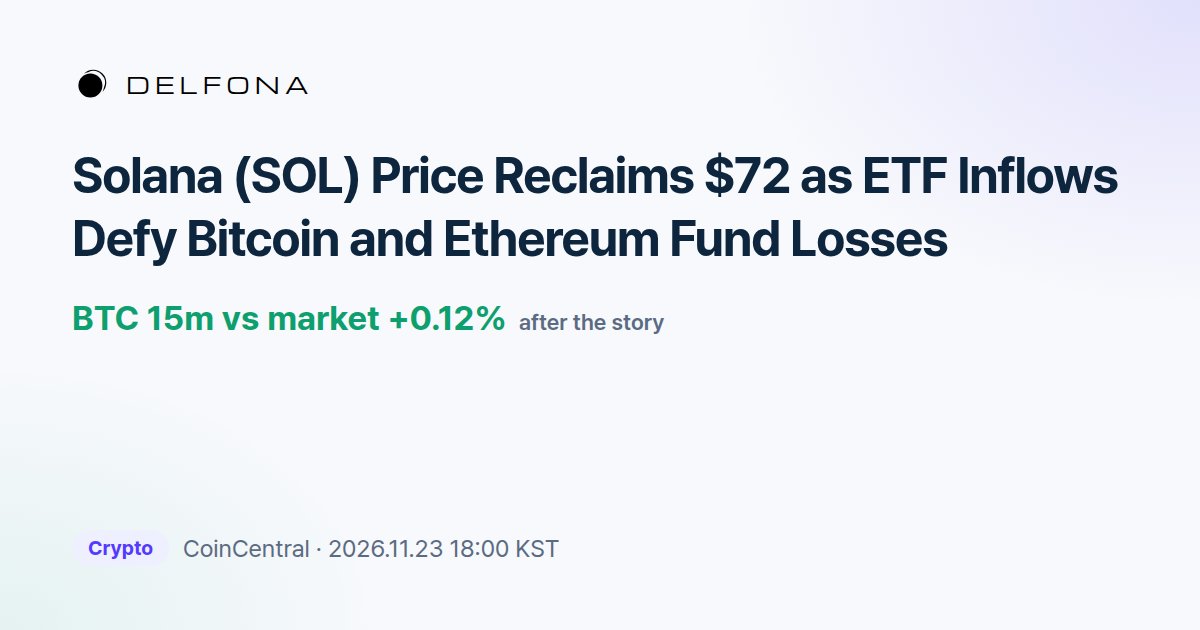 DELFONA
Solana (SOL) Price Reclaims $72 as ETF Inflows
Defy Bitcoin and Ethereum Fund Losses
BTC 15m vs market +0.12% after the story
Crypto CoinCentral · 2026.11.23 18:00 KST